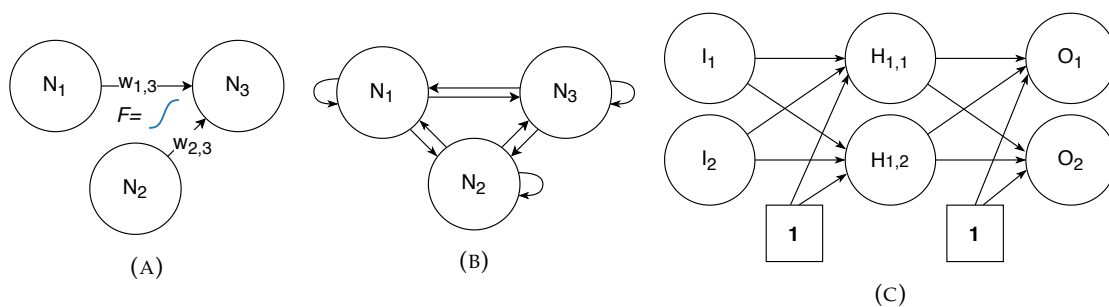 N1 w1,3 N3
F=
w2,3
N2
(A)
N1 N3
N2
(B)
I1 H1,1 O1
I2 H1,2 O2
1 1
(C)